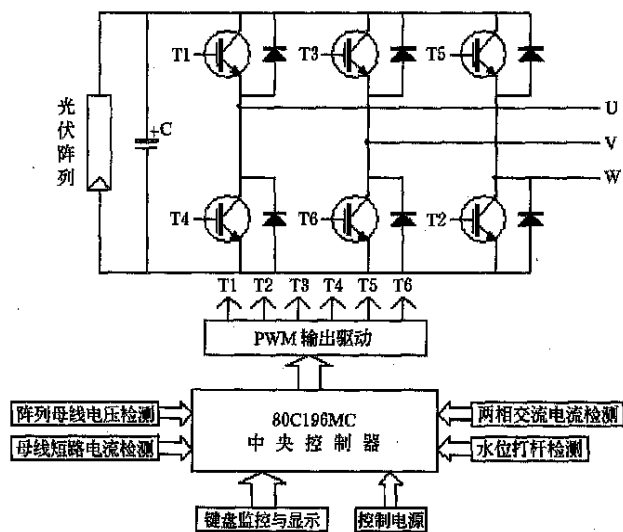 T1
T3
T5
光伏阵列
+C
U
V
W
T4
T6
T2
T1 T2 T3 T4 T5 T6
PWM 输出驱动
阵列母线电压检测
母线短路电流检测
80C196MC
中央控制器
两相交流电流检测
水位打杆检测
键盘监控与显示
控制电源